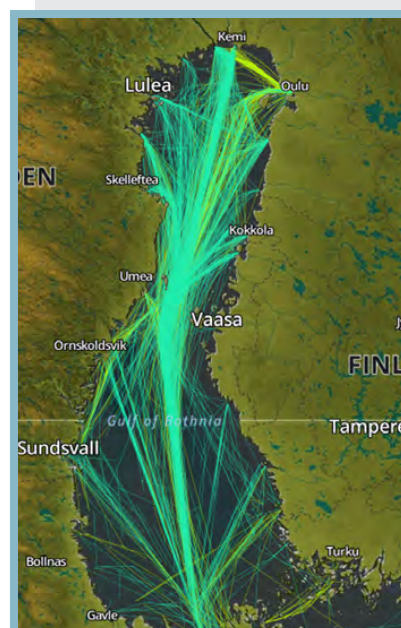 Kemi
Lulea
Oulu
DEN
Skelleftea
Kokkola
Umea
Vaasa
Ornskoldsvik
FINL
Gulf of Bothnia
Tampere
Sundsvall
Turku
Bollnas
Gavle